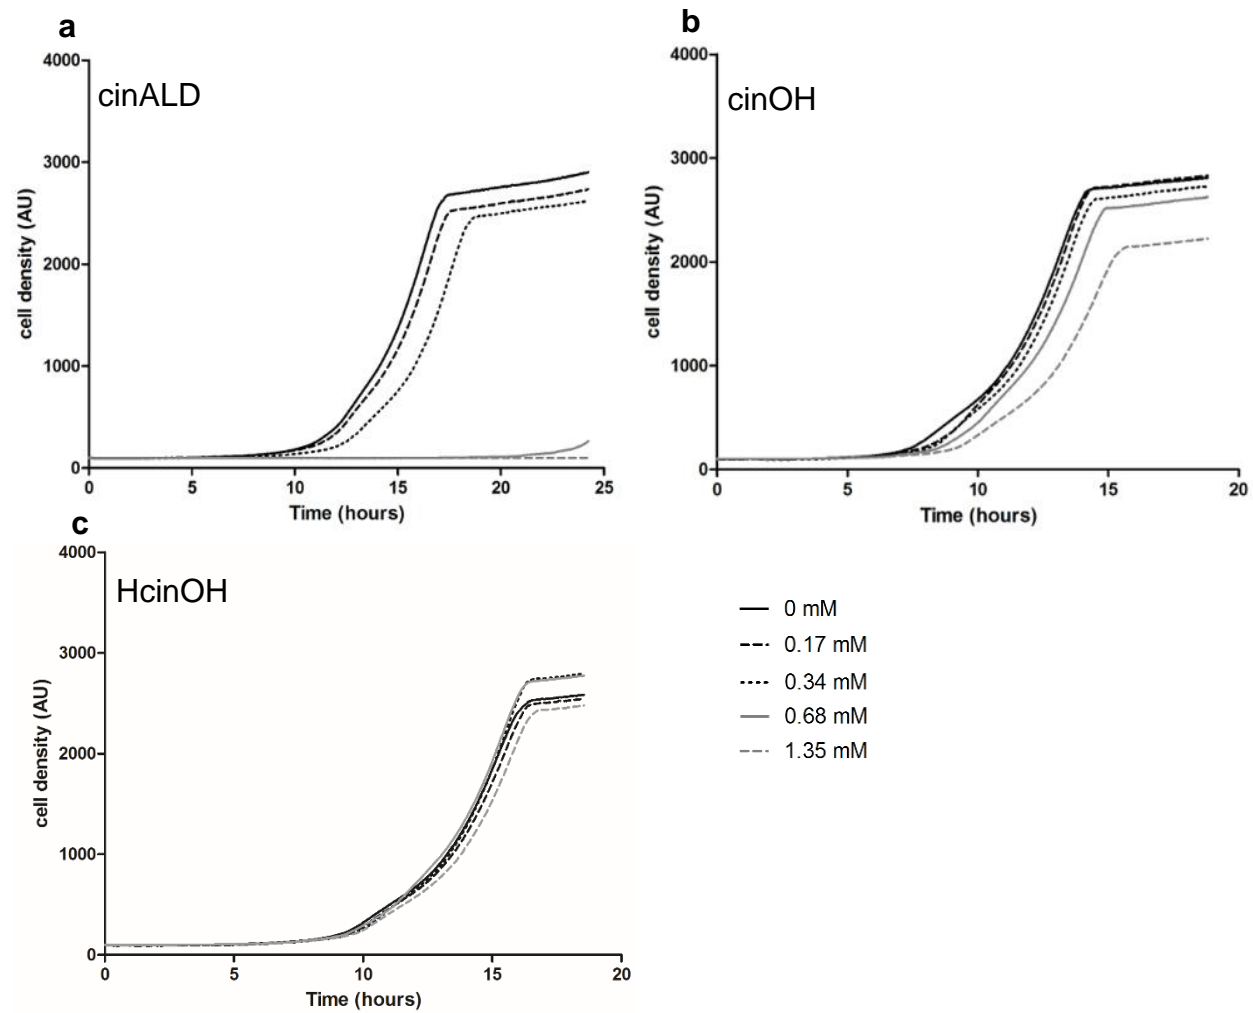 a
cinALD
4000
3000
2000
1000
0
cell density (AU)
0 5 10 15 20 25
Time (hours)
b
cinOH
4000
3000
2000
1000
0
cell density (AU)
0 5 10 15 20
Time (hours)
c
HcinOH
4000
3000
2000
1000
0
cell density (AU)
0 5 10 15 20
Time (hours)
0 mM
0.17 mM
0.34 mM
0.68 mM
1.35 mM